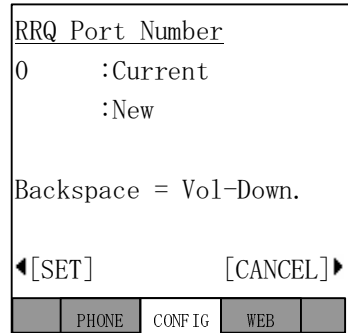 RRQ Port Number
0 :Current
:New
Backspace = Vol-Down.
[SET] [CANCEL]
PHONE CONFIG WEB